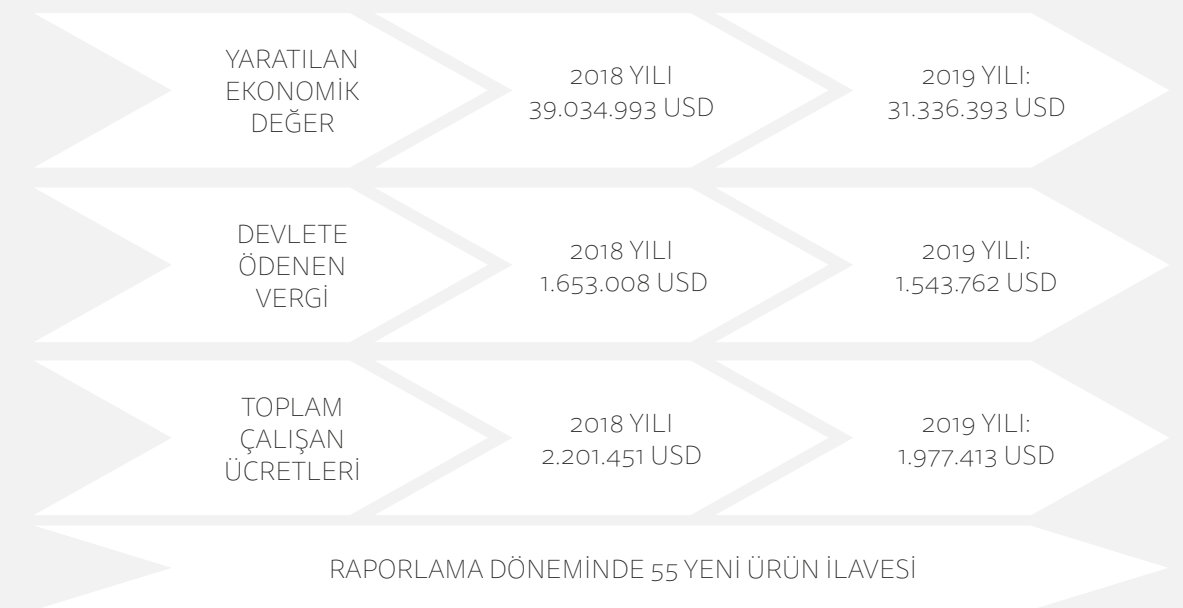 YARATILAN
EKONOMİK
DEĞER
2018 YILI
39.034.993 USD
2019 YILI:
31.336.393 USD
DEVLETE
ÖDENEN
VERGİ
2018 YILI
1.653.008 USD
2019 YILI:
1.543.762 USD
TOPLAM
ÇALIŞAN
ÜCRETLERİ
2018 YILI
2.201.451 USD
2019 YILI:
1.977.413 USD
RAPORLAMA DÖNEMİNDE 55 YENİ ÜRÜN İLAVESİ